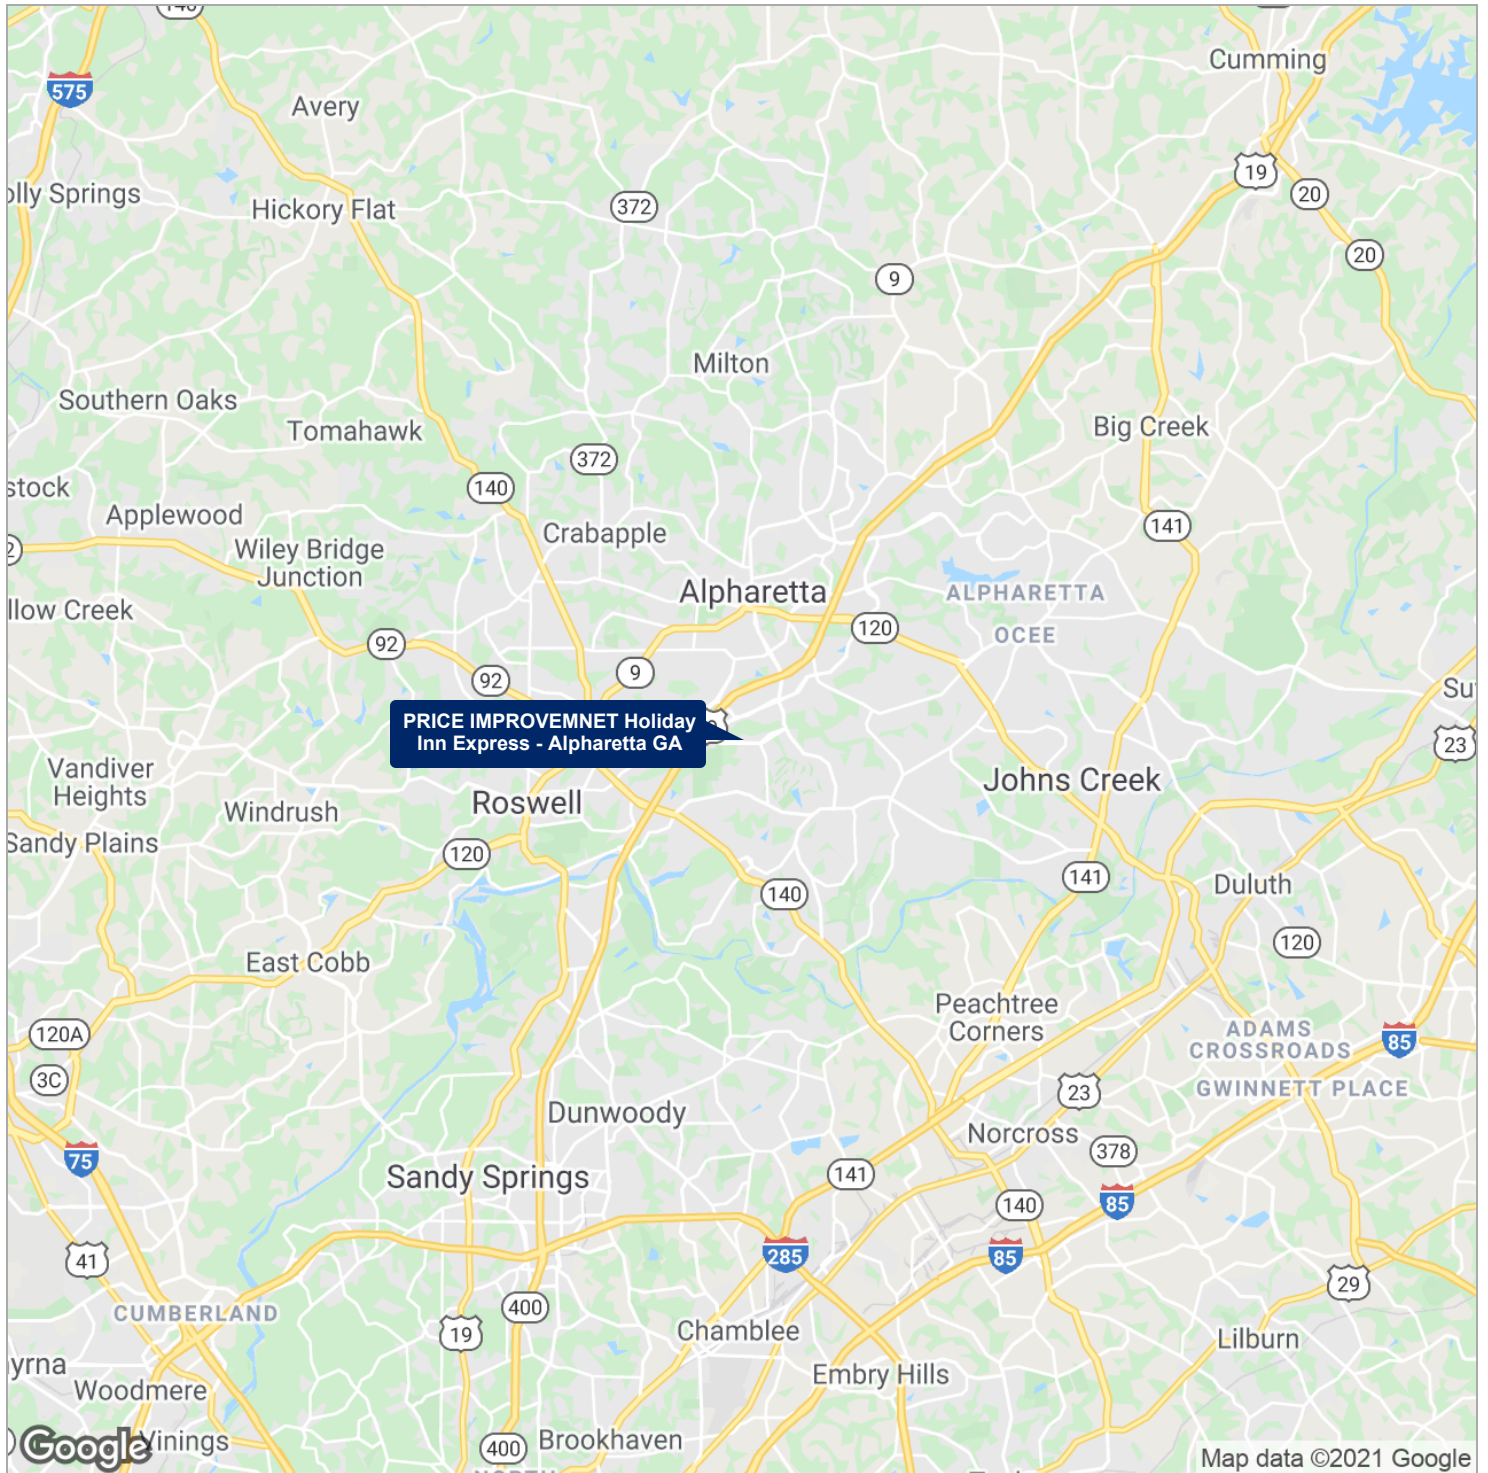 140
575
Avery
Cumming
19
olly Springs
20
Hickory Flat
372
20
9
Milton
Southern Oaks
Tomahawk
Big Creek
372
stock
140
Applewood
141
Crabapple
2
Wiley Bridge
Junction
Alpharetta
ALPHARETTA
llow Creek
120
OCEE
92
9
92
Su
PRICE IMPROVEMNET Holiday
Inn Express - Alpharetta GA
23
Vandiver
Heights
Johns Creek
Roswell
Windrush
Sandy Plains
120
141
Duluth
140
120
East Cobb
Peachtree
Corners
120A
ADAMS
CROSSROADS
85
3C
GWINNETT PLACE
23
Dunwoody
Norcross
378
75
Sandy Springs
141
85
140
41
285
85
29
CUMBERLAND
400
19
Chamblee
Lilburn
yrna
Embry Hills
Woodmere
Google
Vinings
400
Brookhaven
Map data ©2021 Google
NORTH